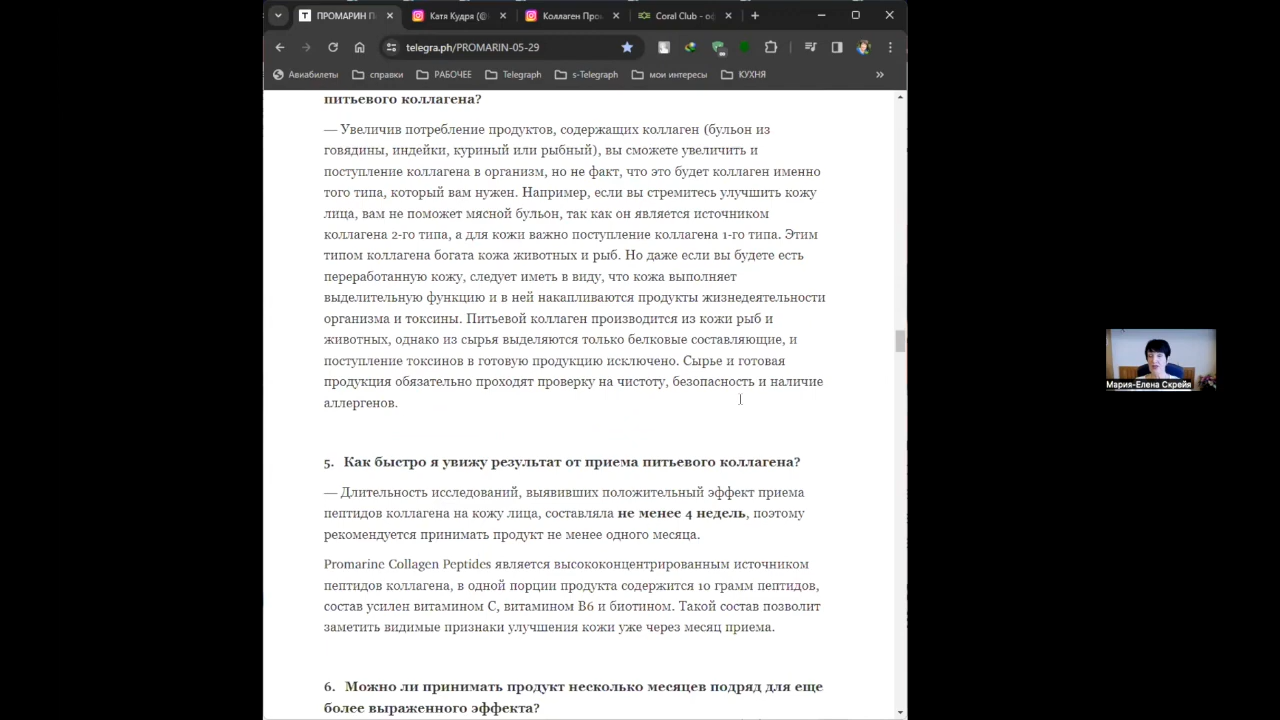 ПРОМАРИН П
Катя Кудря (@
Коллаген Про
Coral Club - о
telegra.ph/PROMARIN-05-29
Авиабилеты
справки
РАБОЧЕЕ
Telegraph
s-Telegraph
мои интересы
КУХНЯ
питьевого коллагена?
— Увеличив потребление продуктов, содержащих коллаген (бульон из
говядины, индейки, куриный или рыбный), вы сможете увеличить и
поступление коллагена в организм, но не факт, что это будет коллаген именно
того типа, который вам нужен. Например, если вы стремитесь улучшить кожу
лица, вам не поможет мясной бульон, так как он является источником
коллагена 2-го типа, а для кожи важно поступление коллагена 1-го типа. Этим
типом коллагена богата кожа животных и рыб. Но даже если вы будете есть
переработанную кожу, следует иметь в виду, что кожа выполняет
выделительную функцию и в ней накапливаются продукты жизнедеятельности
организма и токсины. Питьевой коллаген производится из кожи рыб и
животных, однако из сырья выделяются только белковые составляющие, и
поступление токсинов в готовую продукцию исключено. Сырье и готовая
продукция обязательно проходят проверку на чистоту, безопасность и наличие
аллергенов.
5. Как быстро я увижу результат от приема питьевого коллагена?
— Длительность исследований, выявивших положительный эффект приема
пептидов коллагена на кожу лица, составляла не менее 4 недель, поэтому
рекомендуется принимать продукт не менее одного месяца.
Promarine Collagen Peptides является высококонцентрированным источником
пептидов коллагена, в одной порции продукта содержится 10 грамм пептидов,
состав усилен витамином С, витамином В6 и биотином. Такой состав позволит
заметить видимые признаки улучшения кожи уже через месяц приема.
6. Можно ли принимать продукт несколько месяцев подряд для еще
более выраженного эффекта?
Мария-Елена Скрейя